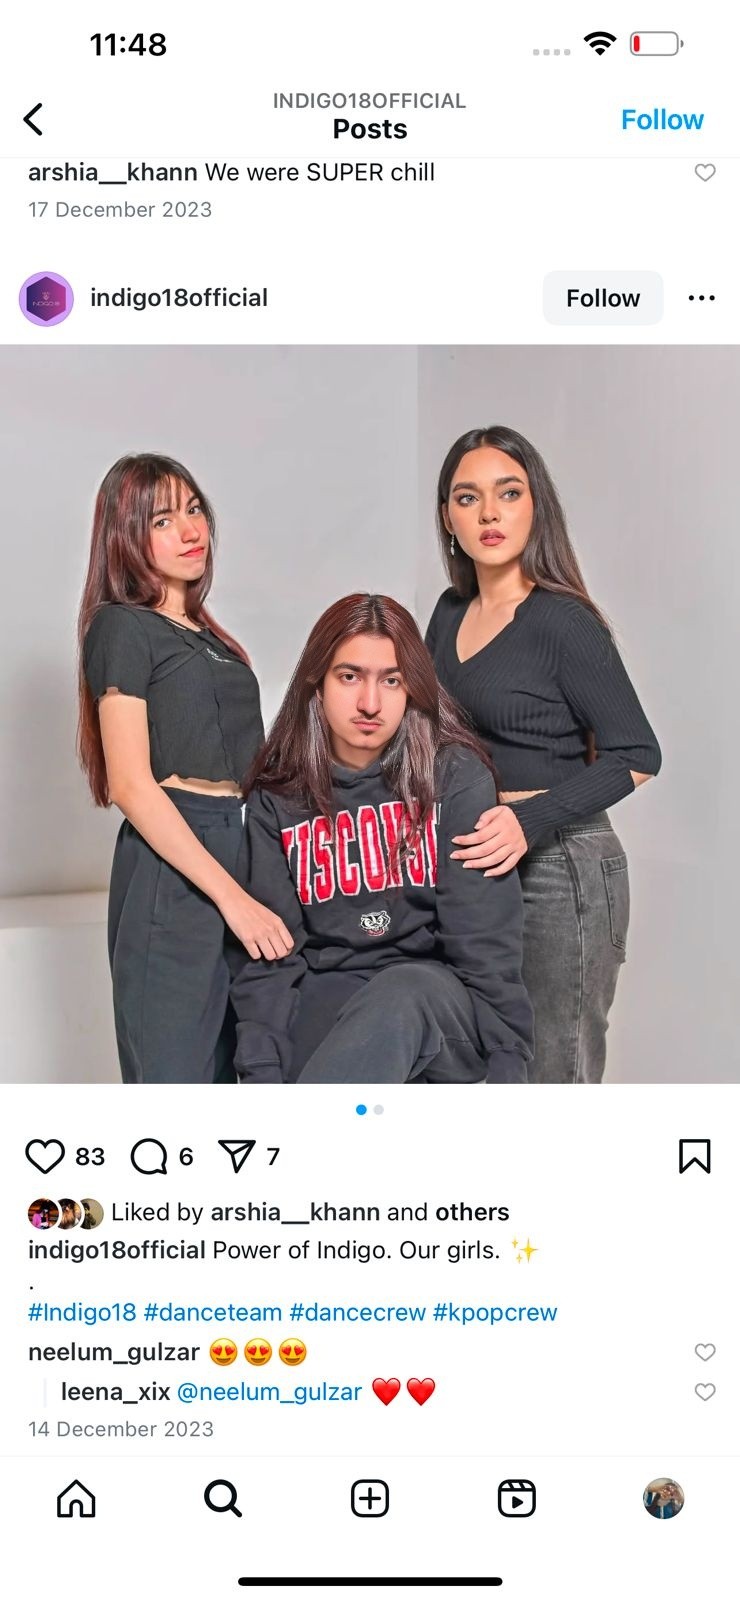 11:48
INDIGO18OFFICIAL
Posts
Follow
arshia__khann We were SUPER chill
17 December 2023
indigo18official
Follow
WISCONSI
83 6 7
Liked by arshia__khann and others
indigo18official Power of Indigo. Our girls. ✨
.
#Indigo18 #danceteam #dancecrew #kpopcrew
neelum_gulzar 😍😍😍
leena_xix @neelum_gulzar ❤️❤️
14 December 2023